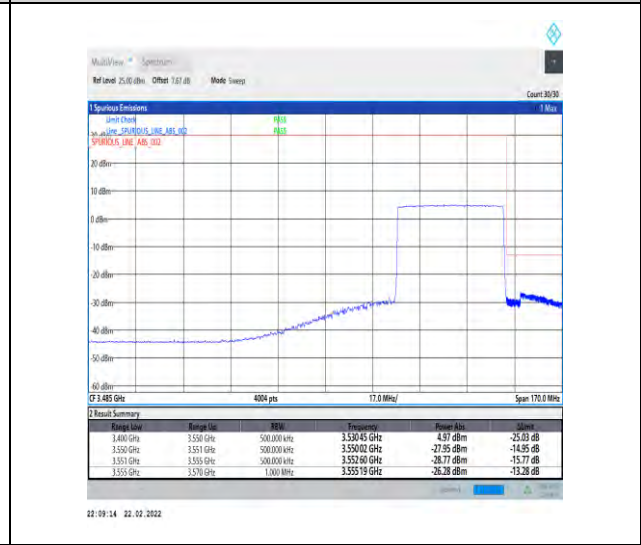 MultiView Spectrum
Ref Level 25.00 dBm Offset 7.67 dB Mode Sweep
Count 30/30
1 Spurious Emissions 1 Max
Limit Check PASS
Line _SPURIOUS_LINE_ABS_002 PASS
SPURIOUS_LINE_ABS_002
20 dBm
10 dBm
0 dBm
-10 dBm
-20 dBm
-30 dBm
-40 dBm
-50 dBm
-60 dBm
CF 3.485 GHz 4004 pts 17.0 MHz/ Span 170.0 MHz
2 Result Summary
Range Low Range Up RBW Frequency Power Abs ΔLimit
3.400 GHz 3.550 GHz 500.000 kHz 3.53045 GHz 4.97 dBm -25.03 dB
3.550 GHz 3.551 GHz 500.000 kHz 3.55002 GHz -27.95 dBm -14.95 dB
3.551 GHz 3.555 GHz 500.000 kHz 3.55260 GHz -28.77 dBm -15.77 dB
3.555 GHz 3.570 GHz 1.000 MHz 3.55519 GHz -26.28 dBm -13.28 dB
22:09:14 22.02.2022